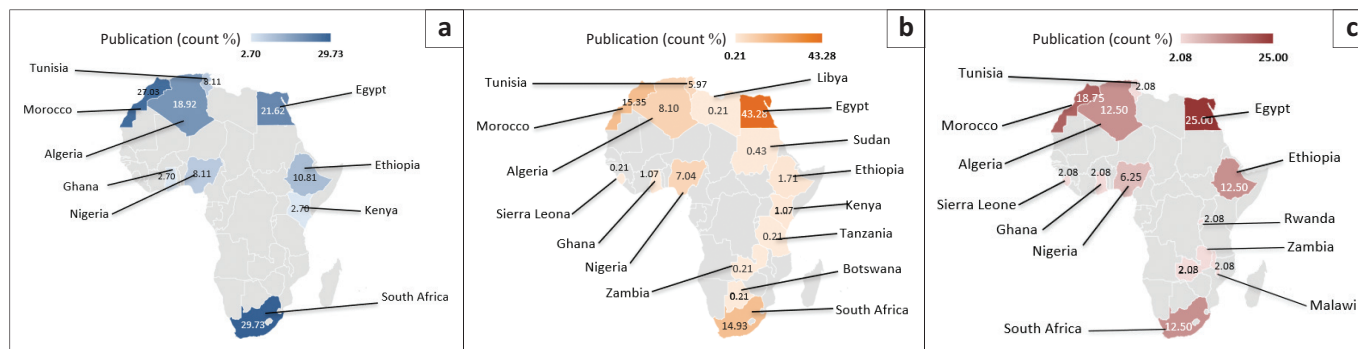 a
Publication (count %)
2.70
29.73
Tunisia
8.11
27.03
18.92
21.62
Egypt
Morocco
Algeria
Ghana
2.70
8.11
Ethiopia
10.81
Nigeria
2.70
Kenya
South Africa
29.73
b
Publication (count %)
0.21
43.28
Tunisia
5.97
Libya
15.35
8.10
0.21
43.28
Egypt
Morocco
Algeria
0.43
Sudan
0.21
1.07
7.04
1.71
Ethiopia
Sierra Leona
1.07
Kenya
Ghana
0.21
Tanzania
Nigeria
Zambia
0.21
Botswana
0.21
South Africa
14.93
c
Publication (count %)
2.08
25.00
Tunisia
2.08
18.75
12.50
25.00
Egypt
Morocco
Algeria
Ethiopia
2.08
2.08
6.25
12.50
Sierra Leone
Ghana
2.08
Rwanda
Nigeria
Zambia
2.08
2.08
Malawi
South Africa
12.50